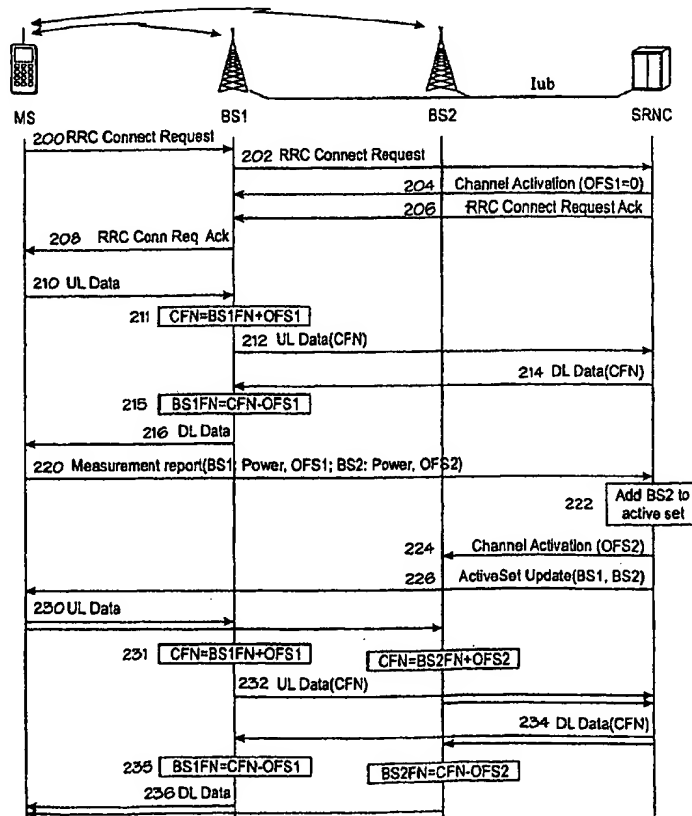 Iub
MS BS1 BS2 SRNC
200 RRC Connect Request
202 RRC Connect Request
204 Channel Activation (OFS1=0)
206 RRC Connect Request Ack
208 RRC Conn Req Ack
210 UL Data
211 CFN=BS1FN+OFS1
212 UL Data(CFN)
214 DL Data(CFN)
215 BS1FN=CFN-OFS1
216 DL Data
220 Measurement report(BS1: Power, OFS1; BS2: Power, OFS2)
222 Add BS2 to
active set
224 Channel Activation (OFS2)
226 ActiveSet Update(BS1, BS2)
230 UL Data
231 CFN=BS1FN+OFS1 CFN=BS2FN+OFS2
232 UL Data(CFN)
234 DL Data(CFN)
235 BS1FN=CFN-OFS1 BS2FN=CFN-OFS2
236 DL Data